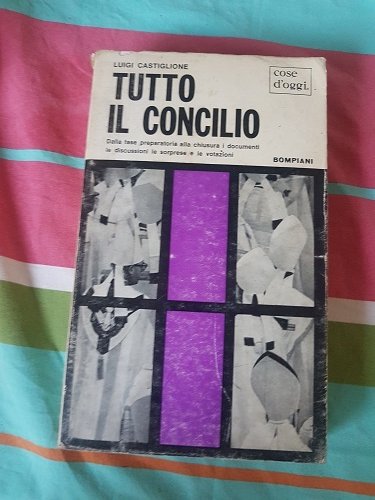 LUIGI CASTIGLIONE
cose
d'oggi.
TUTTO
IL CONCILIO
Dalla fase preparatoria alla chiusura i documenti
le discussioni le sorprese e le votazioni
BOMPIANI